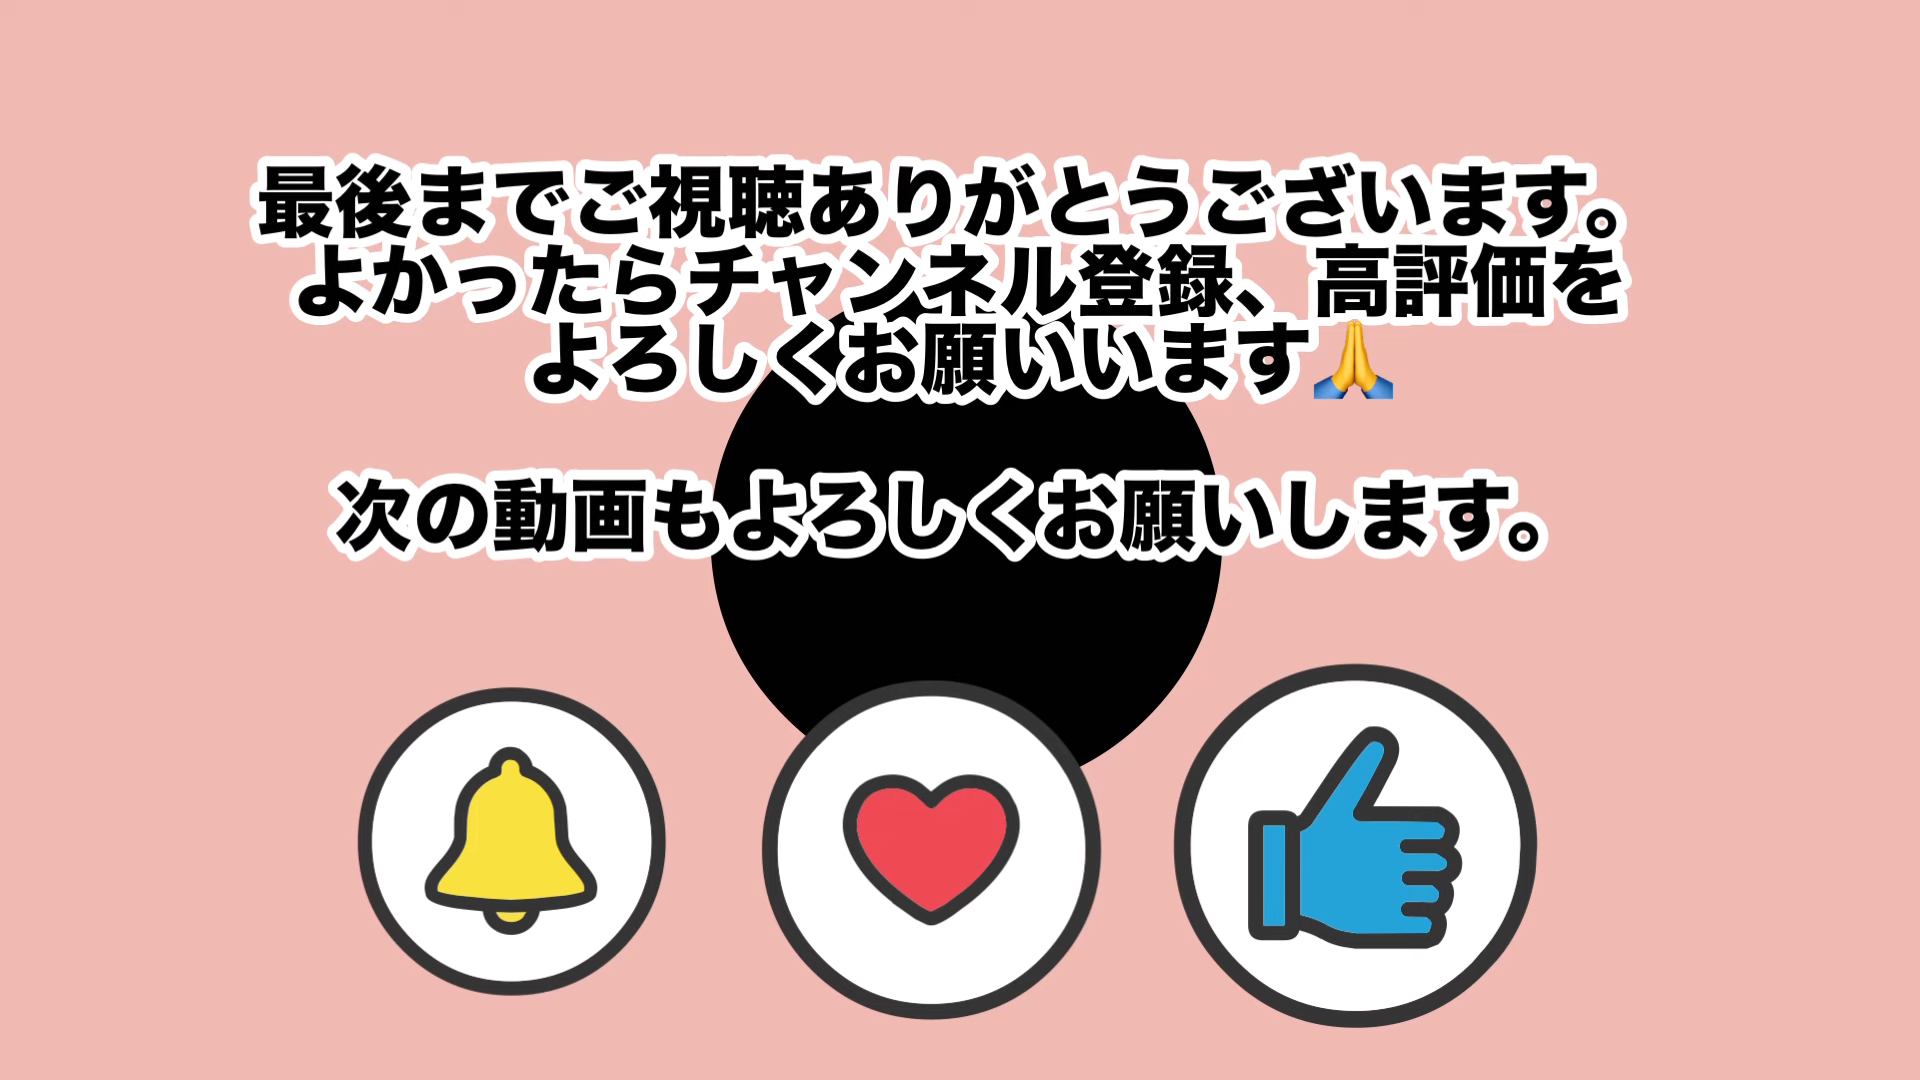 最後までご視聴ありがとうございます。
よかったらチャンネル登録、高評価を
よろしくお願いいます🙏
次の動画もよろしくお願いします。